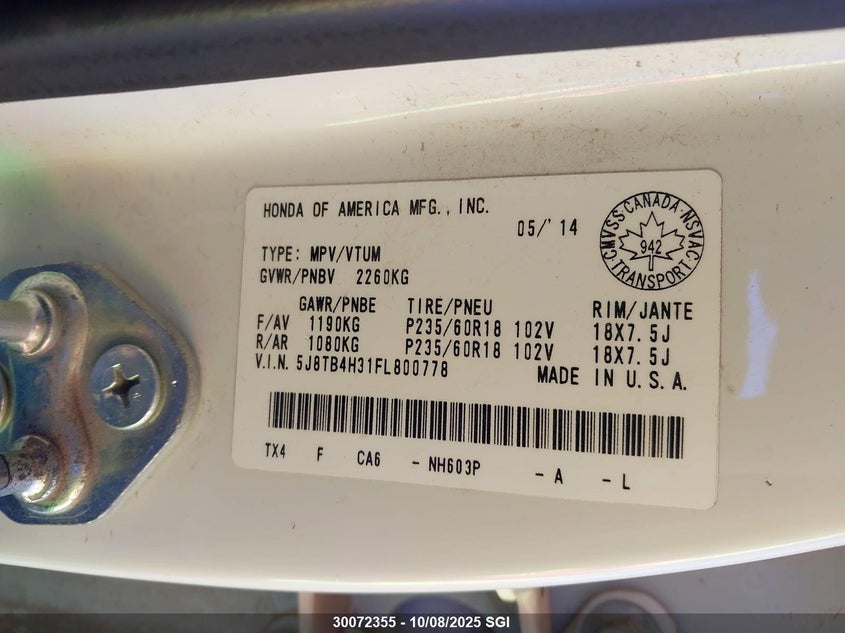 HONDA OF AMERICA MFG., INC.
05/'14
CMVSS CANADA NSVAC
942
TRANSPORT
TYPE: MPV/VTUM
GVWR/PNBV 2260KG
GAWR/PNBE TIRE/PNEU RIM/JANTE
F/AV 1190KG P235/60R18 102V 18X7.5J
R/AR 1080KG P235/60R18 102V 18X7.5J
V.I.N. 5J8TB4H31FL800778 MADE IN U.S.A.
TX4 F CA6 - NH603P - A - L
30072355 - 10/08/2025 SGI